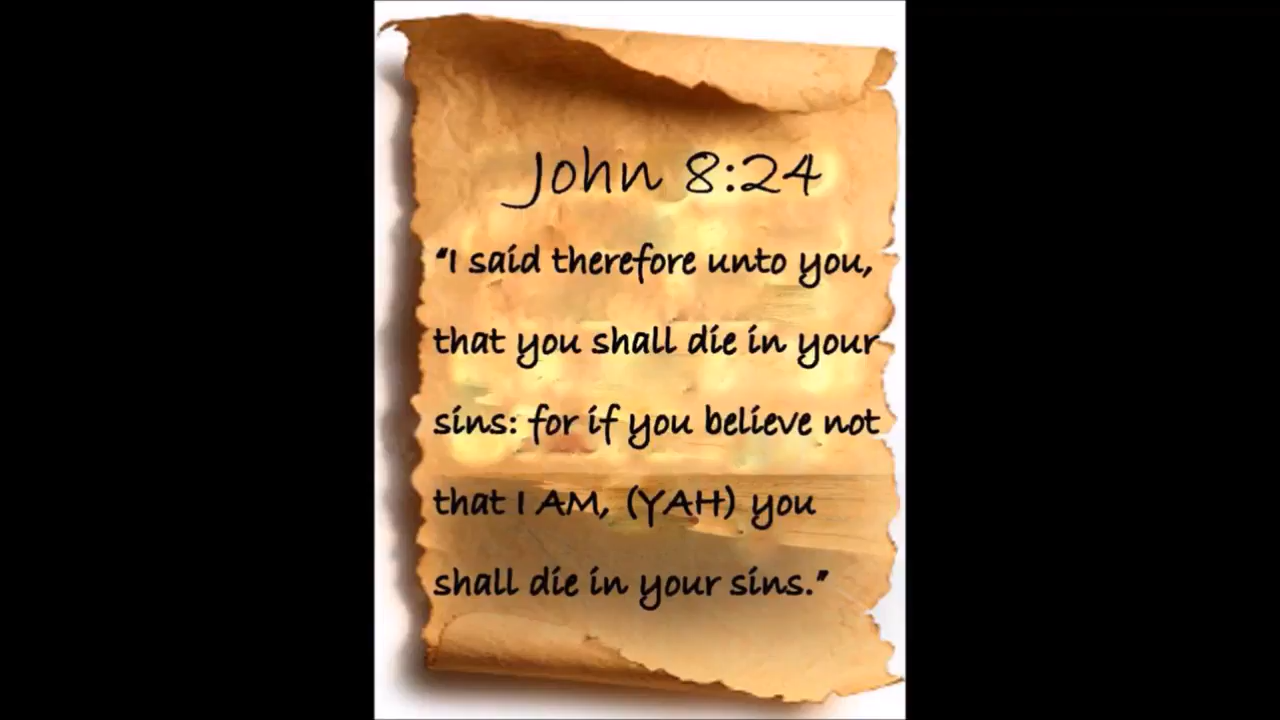 John 8:24
“I said therefore unto you,
that you shall die in your
sins: for if you believe not
that I AM, (YAH) you
shall die in your sins.”